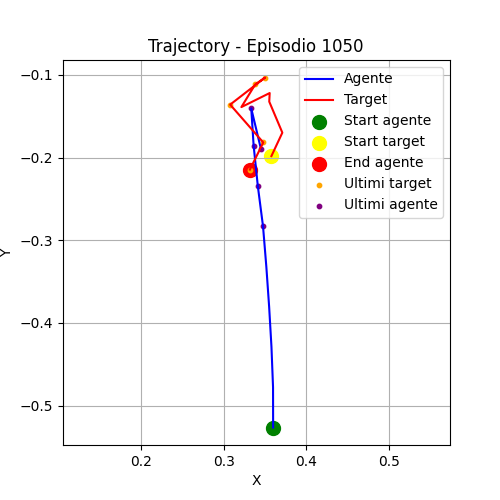 Trajectory - Episodio 1050
Agente
Target
Start agente
Start target
End agente
Ultimi target
Ultimi agente
−0.1
−0.2
−0.3
−0.4
−0.5
Y
0.2 0.3 0.4 0.5
X